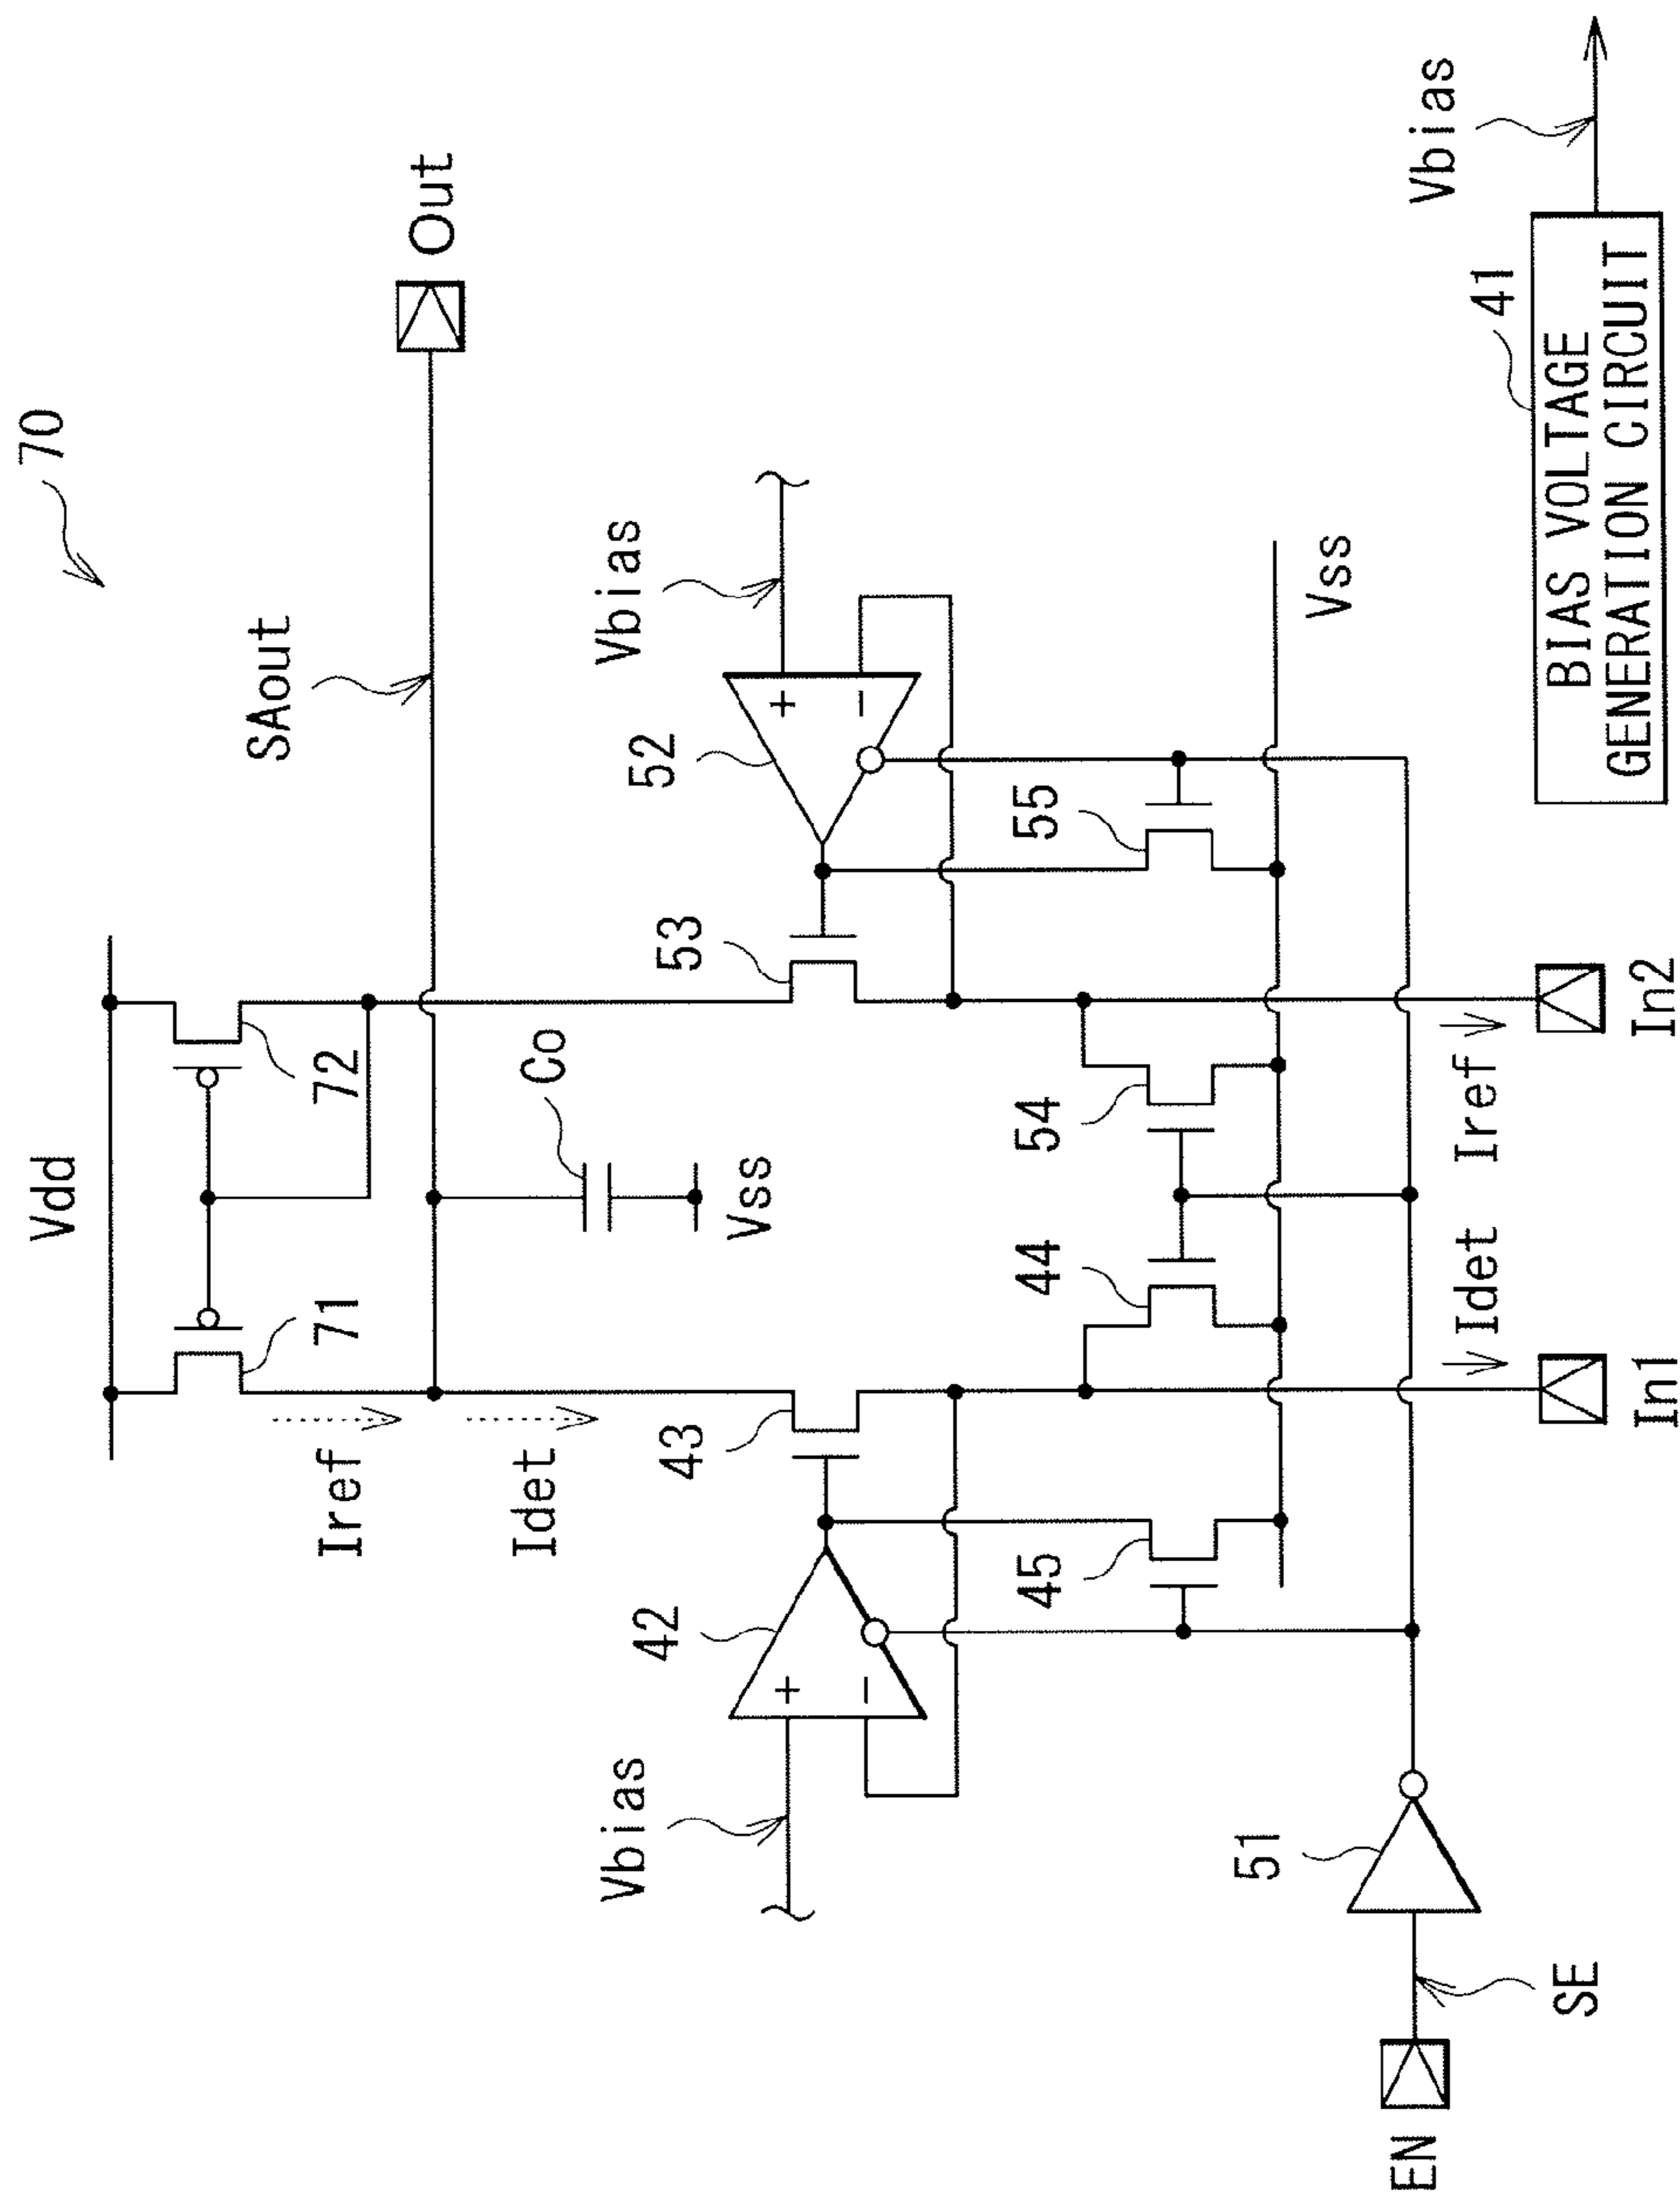 70
Vdd
71
72
Iref
Idet
SAout
Out
Co
Vss
Vbias
42
43
53
52
Vbias
45
44
54
55
Vss
EN
SE
51
Idet
Iref
In1
In2
41
BIAS VOLTAGE
GENERATION CIRCUIT
Vbias